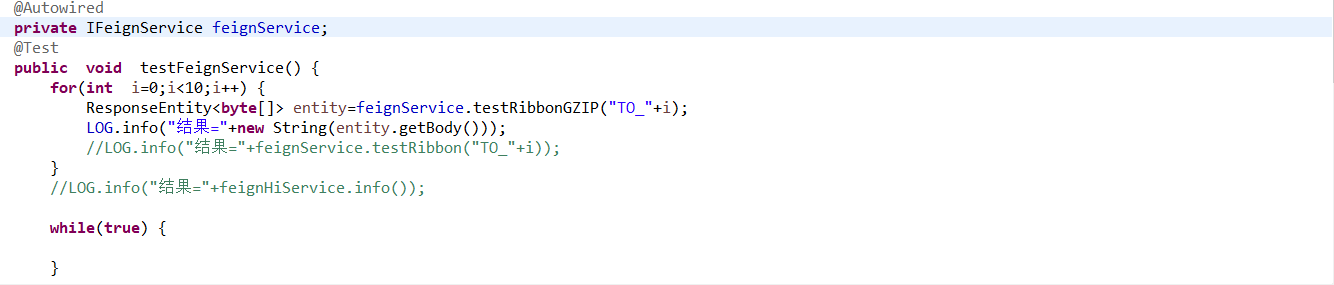 @Autowired
private IFeignService feignService;
@Test
public  void  testFeignService() {
    for(int  i=0;i<10;i++) {
        ResponseEntity<byte[]> entity=feignService.testRibbonGZIP("TO_"+i);
        LOG.info("结果="+new String(entity.getBody()));
        //LOG.info("结果="+feignService.testRibbon("TO_"+i));
    }
    //LOG.info("结果="+feignHiService.info());
    while(true) {
    }